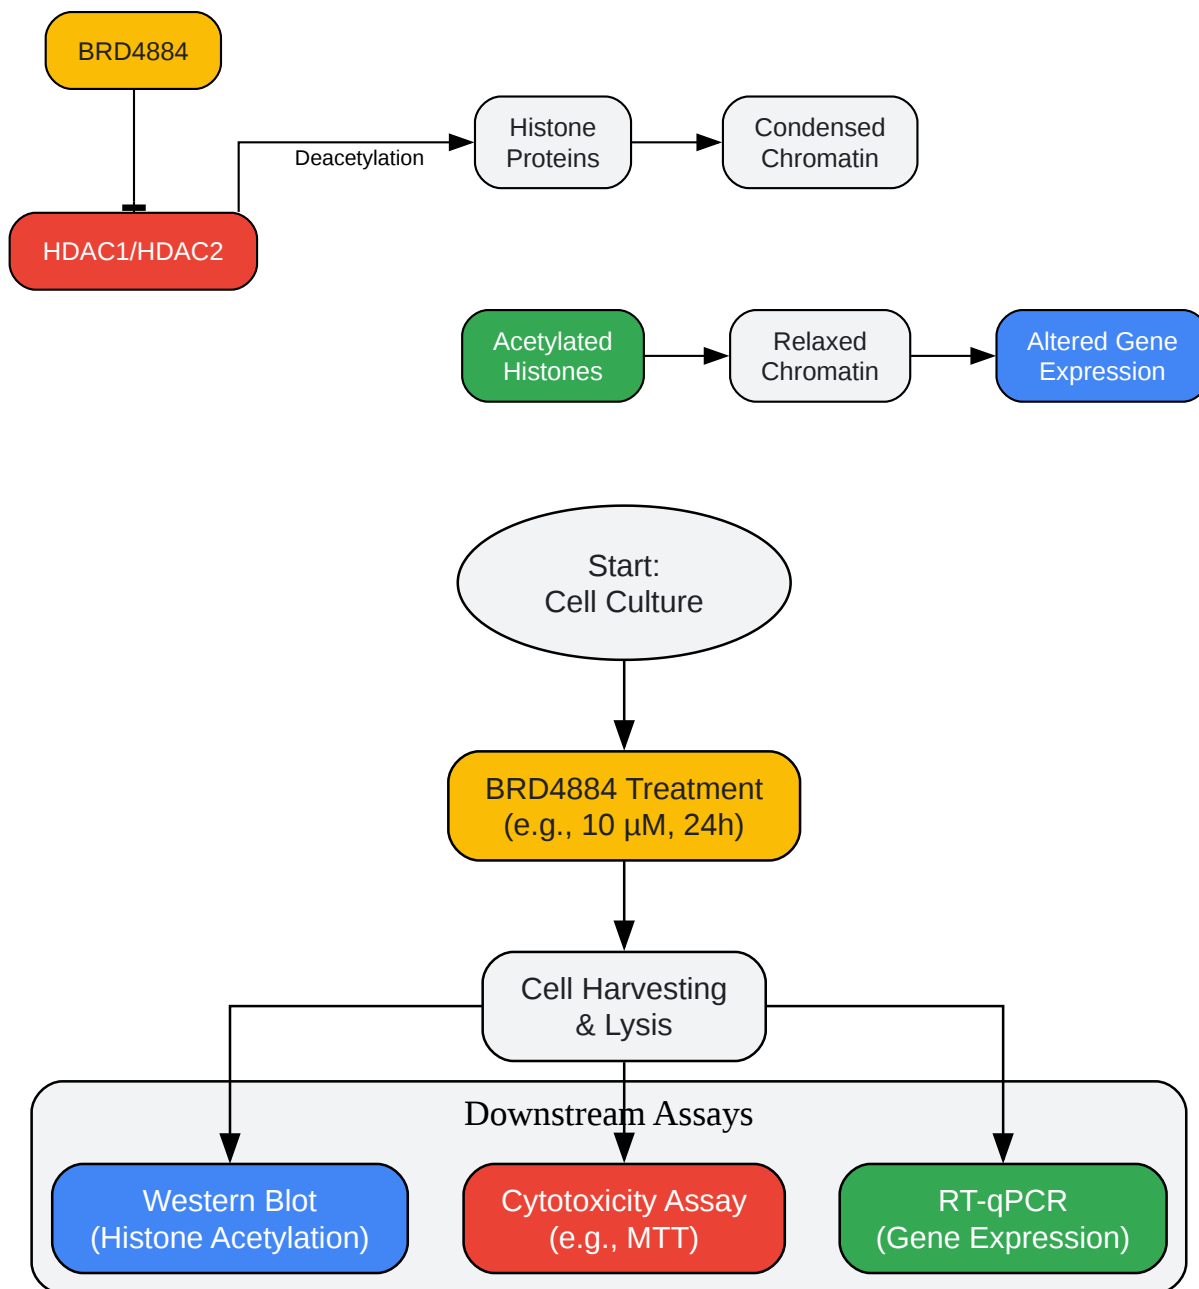 BRD4884
Deacetylation
Histone
Proteins
Condensed
Chromatin
HDAC1/HDAC2
Acetylated
Histones
Relaxed
Chromatin
Altered Gene
Expression
Start:
Cell Culture
BRD4884 Treatment
(e.g., 10 µM, 24h)
Cell Harvesting
& Lysis
Downstream Assays
Western Blot
(Histone Acetylation)
Cytotoxicity Assay
(e.g., MTT)
RT-qPCR
(Gene Expression)